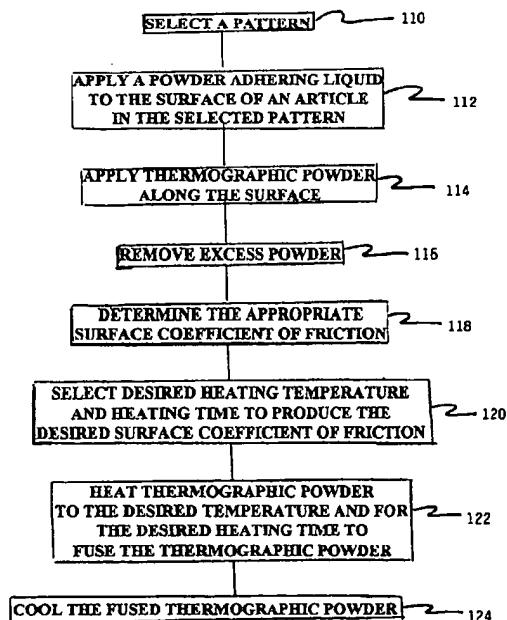 SELECT A PATTERN
110
APPLY A POWDER ADHERING LIQUID
TO THE SURFACE OF AN ARTICLE
IN THE SELECTED PATTERN
112
APPLY THERMOGRAPHIC POWDER
ALONG THE SURFACE
114
REMOVE EXCESS POWDER
116
DETERMINE THE APPROPRIATE
SURFACE COEFFICIENT OF FRICTION
118
SELECT DESIRED HEATING TEMPERATURE
AND HEATING TIME TO PRODUCE THE
DESIRED SURFACE COEFFICIENT OF FRICTION
120
HEAT THERMOGRAPHIC POWDER
TO THE DESIRED TEMPERATURE AND FOR
THE DESIRED HEATING TIME TO
FUSE THE THERMOGRAPHIC POWDER
122
COOL THE FUSED THERMOGRAPHIC POWDER
124